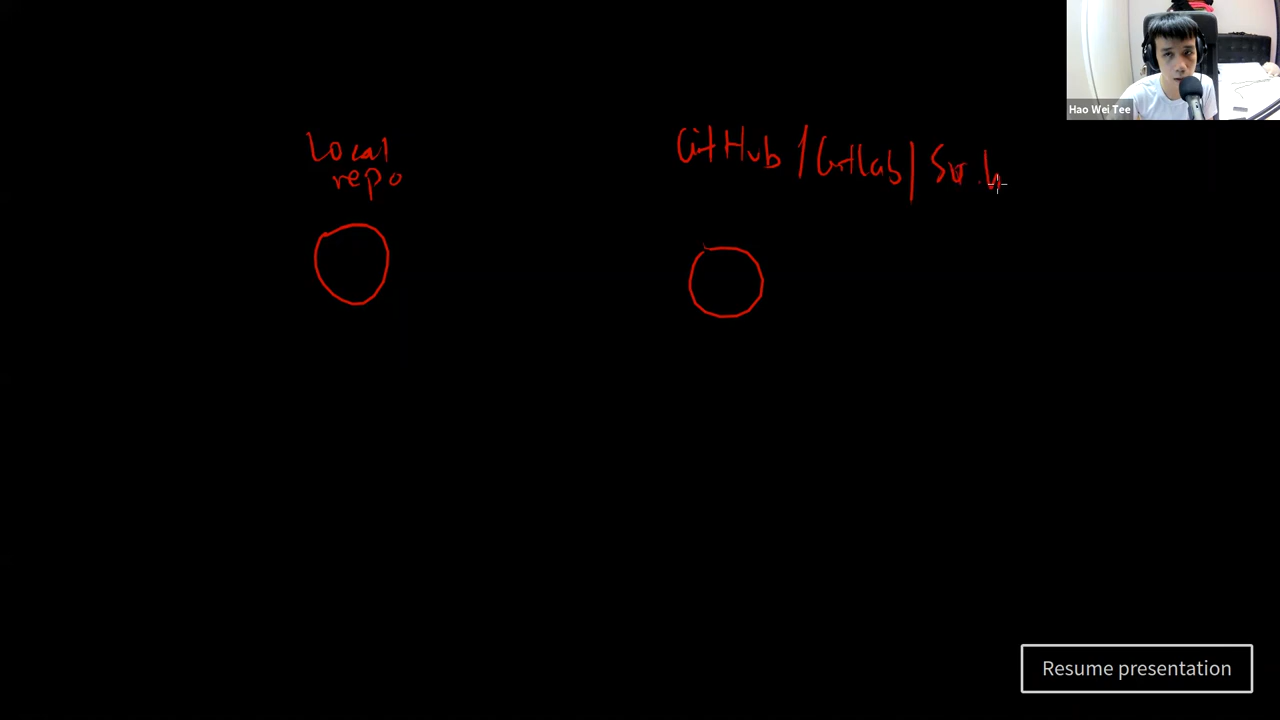 Hao Wei Tee
Local
repo
GitHub / GitLab /
Resume presentation